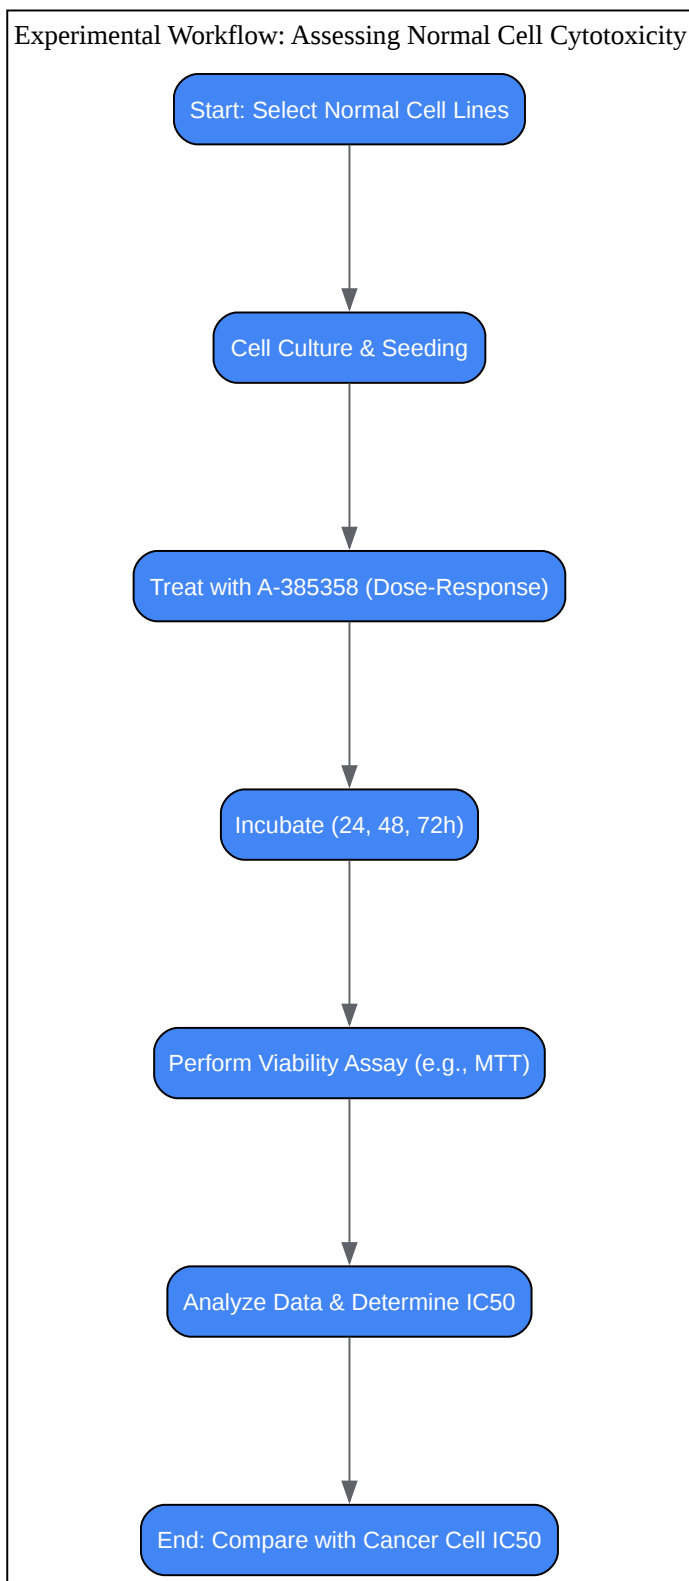 Experimental Workflow: Assessing Normal Cell Cytotoxicity
Start: Select Normal Cell Lines
Cell Culture & Seeding
Treat with A-385358 (Dose-Response)
Incubate (24, 48, 72h)
Perform Viability Assay (e.g., MTT)
Analyze Data & Determine IC50
End: Compare with Cancer Cell IC50